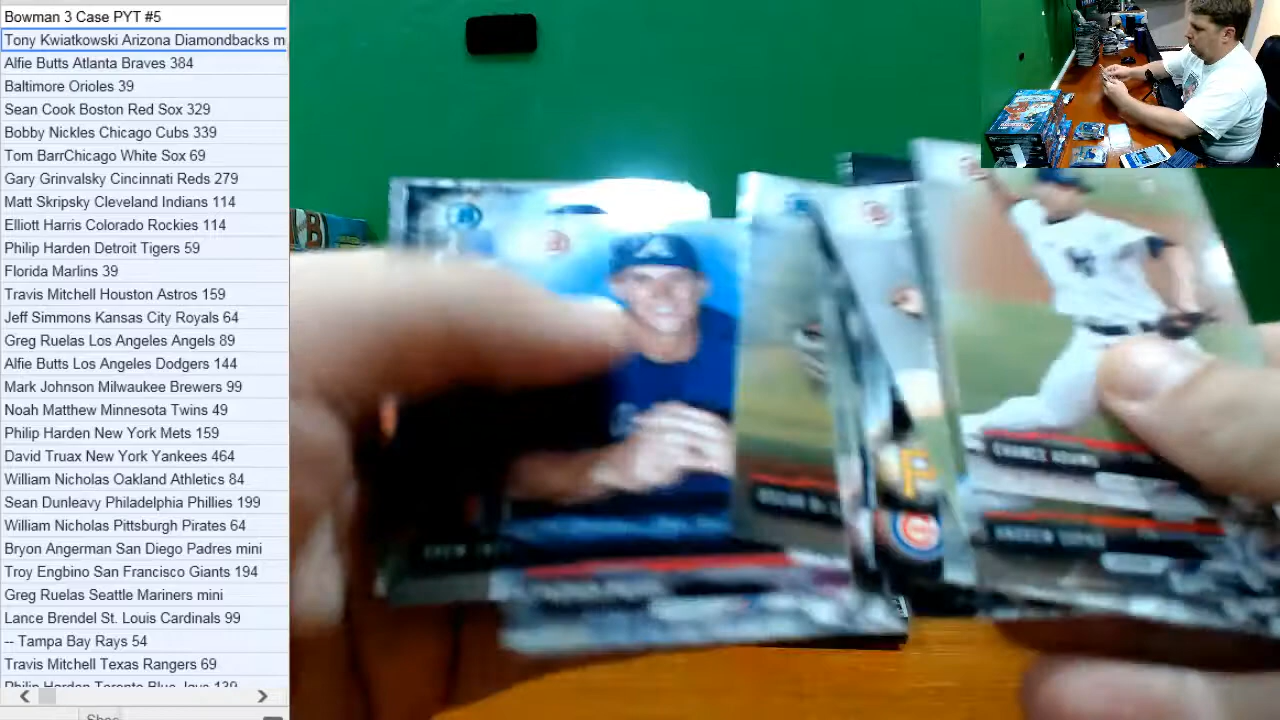 Bowman 3 Case PYT #5
Tony Kwiatkowski Arizona Diamondbacks m
Alfie Butts Atlanta Braves 384
Baltimore Orioles 39
Sean Cook Boston Red Sox 329
Bobby Nickles Chicago Cubs 339
Tom BarrChicago White Sox 69
Gary Grinvalsky Cincinnati Reds 279
Matt Skripsky Cleveland Indians 114
Elliott Harris Colorado Rockies 114
Philip Harden Detroit Tigers 59
Florida Marlins 39
Travis Mitchell Houston Astros 159
Jeff Simmons Kansas City Royals 64
Greg Ruelas Los Angeles Angels 89
Alfie Butts Los Angeles Dodgers 144
Mark Johnson Milwaukee Brewers 99
Noah Matthew Minnesota Twins 49
Philip Harden New York Mets 159
David Truax New York Yankees 464
William Nicholas Oakland Athletics 84
Sean Dunleavy Philadelphia Phillies 199
William Nicholas Pittsburgh Pirates 64
Bryon Angerman San Diego Padres mini
Troy Engbino San Francisco Giants 194
Greg Ruelas Seattle Mariners mini
Lance Brendel St. Louis Cardinals 99
-- Tampa Bay Rays 54
Travis Mitchell Texas Rangers 69
Philip Harden Toronto Blue Jays 139